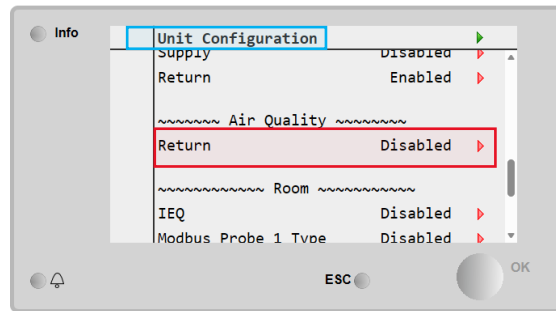 Info
Unit Configuration
Supply Disabled
Return Enabled
~~~~~~~ Air Quality ~~~~~~~~
Return Disabled
~~~~~~~~~~~~ Room ~~~~~~~~~~~
IEQ Disabled
Modbus Probe 1 Type Disabled
ESC
OK